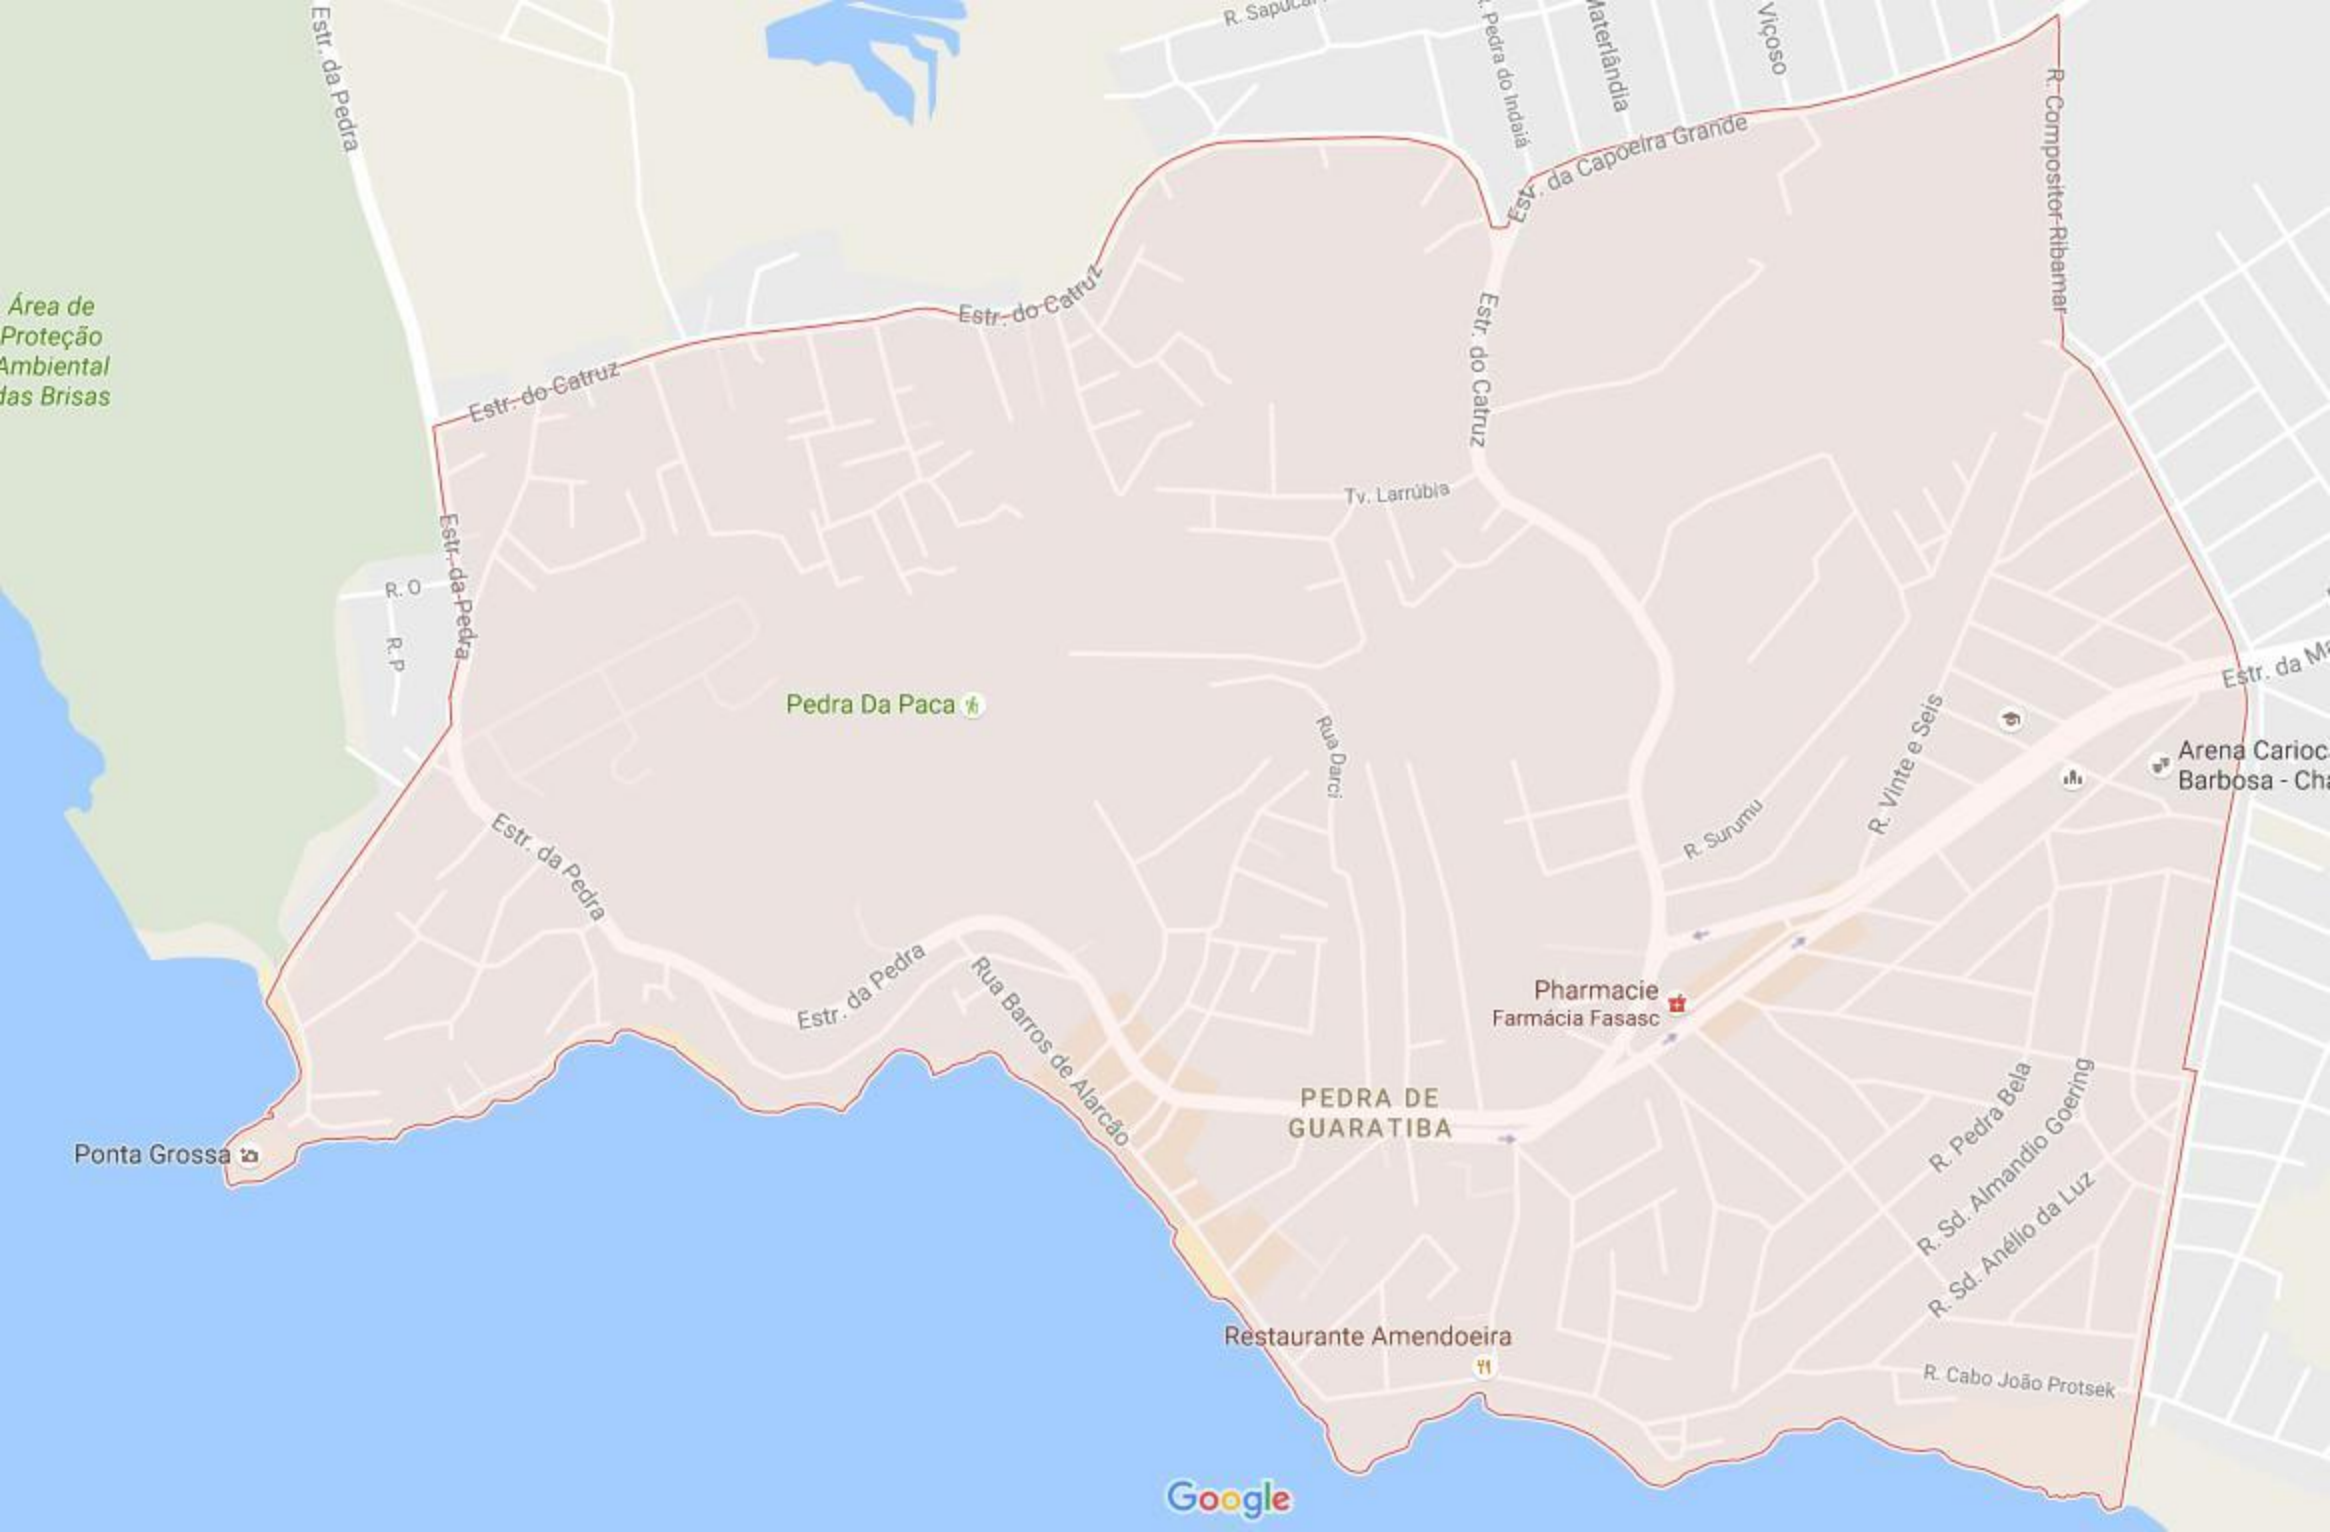 R. Sapucai
R. Pedra do Indaiá
Materlândia
Viçoso
Estr. da Pedra
R. Compositor Ribamar
Estr. da Capoeira Grande
Área de
Proteção
Ambiental
das Brisas
Estr. do Catruz
Estr. do Catruz
Estr. do Catruz
Tv. Larrúbia
Estr. da Pedra
R. O
R. P
Pedra Da Paca
Rua Darci
R. Vinte e Seis
Estr. da Ma
Arena Carioc
Barbosa - Cha
R. Surumu
Estr. da Pedra
Estr. da Pedra
Rua Barros de Alarcão
Pharmacie
Farmácia Fasasc
PEDRA DE
GUARATIBA
R. Pedra Bela
R. Sd. Almandio Goering
R. Sd. Anélio da Luz
Ponta Grossa
Restaurante Amendoeira
R. Cabo João Protsek
Google